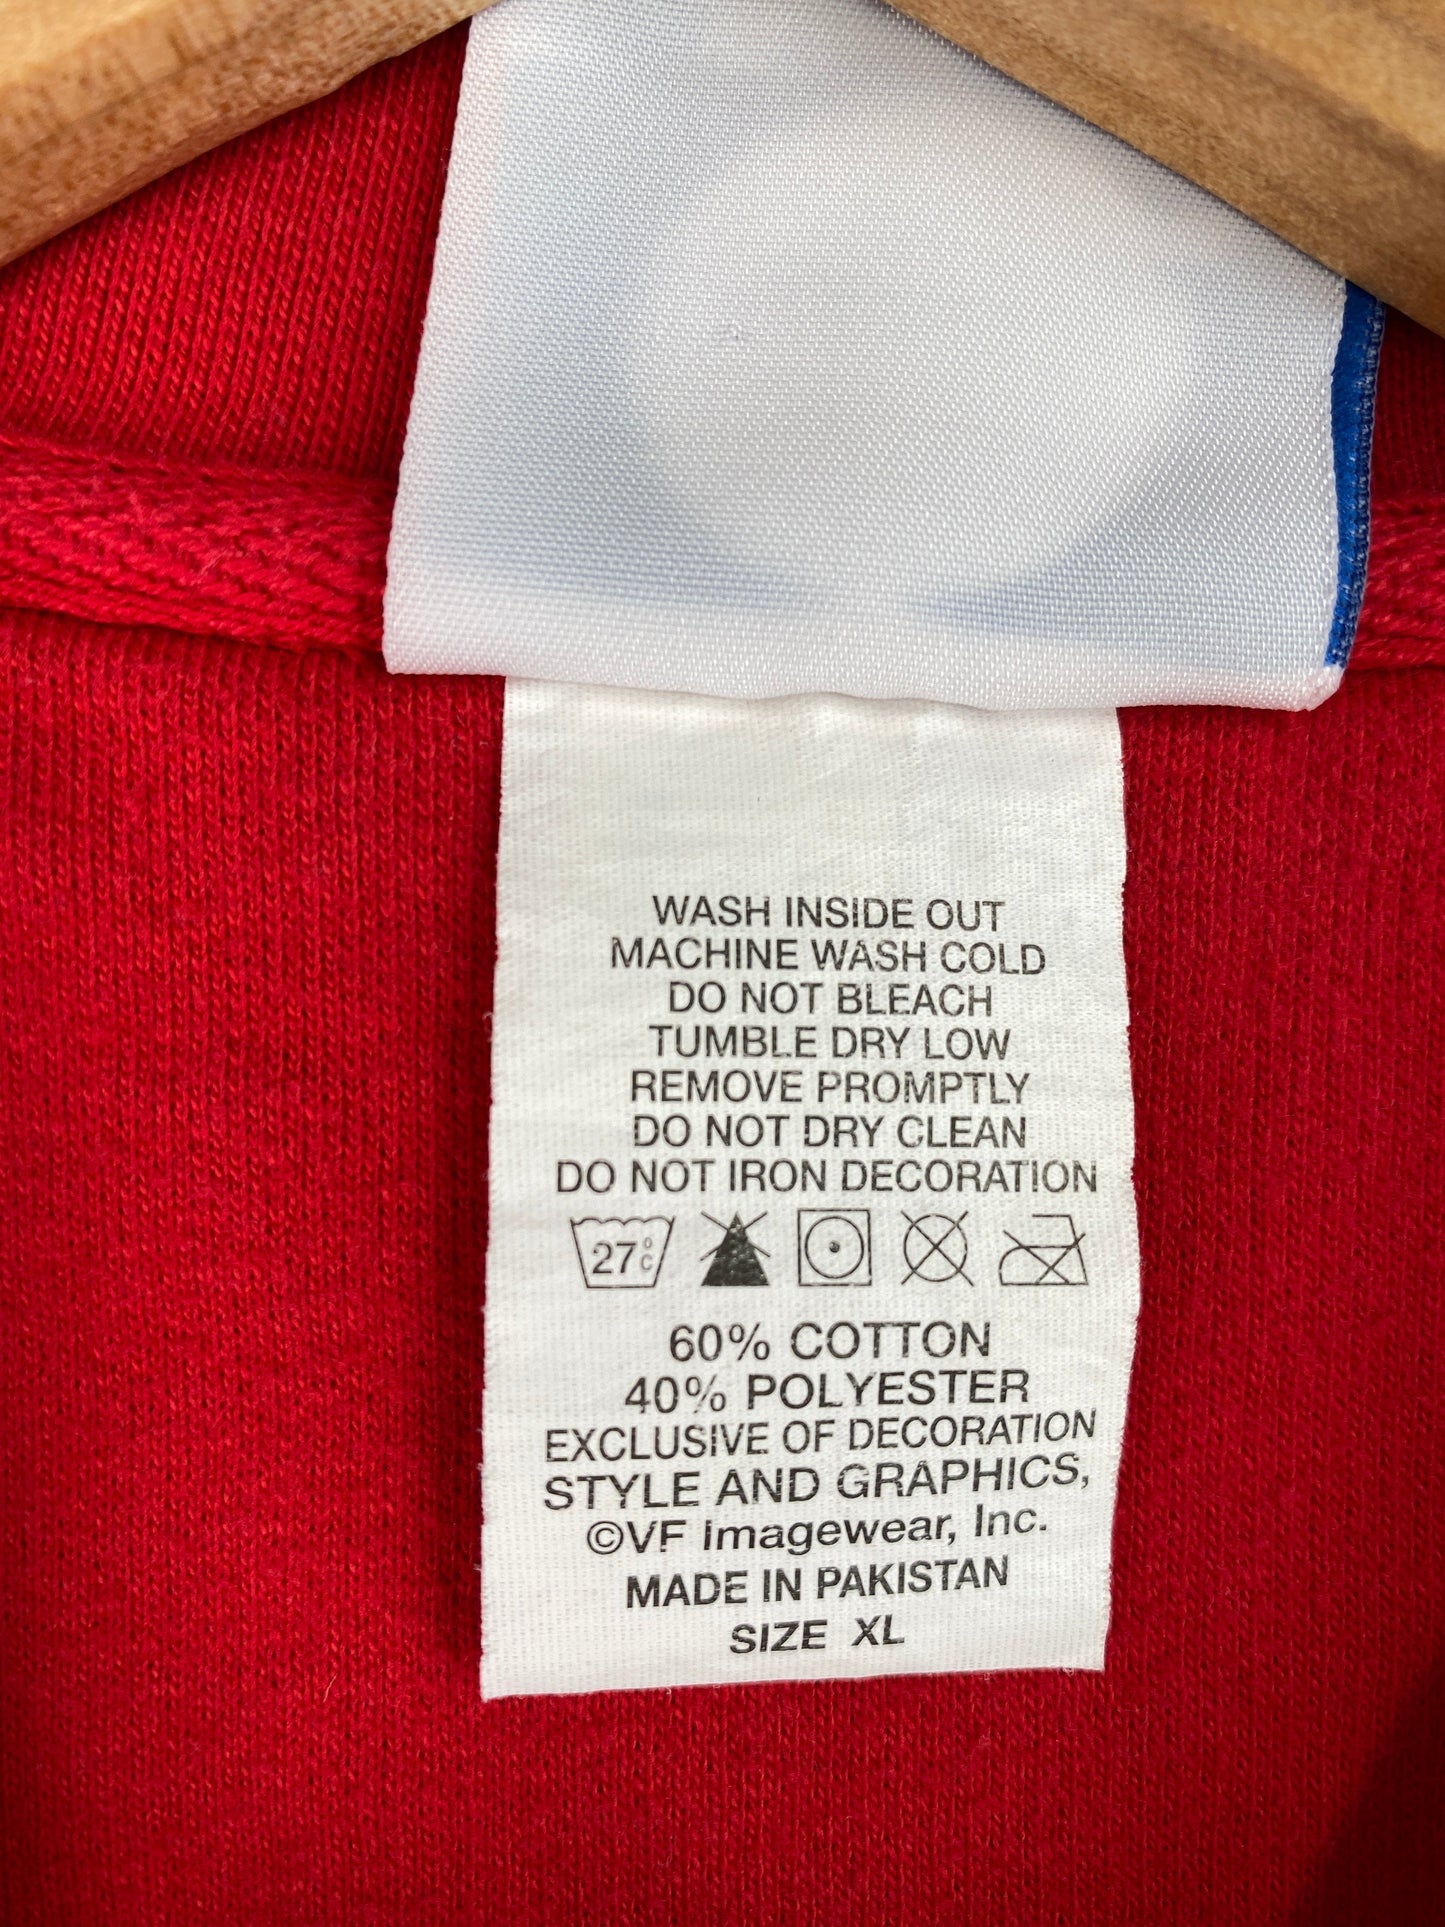 WASH INSIDE OUT
MACHINE WASH COLD
DO NOT BLEACH
TUMBLE DRY LOW
REMOVE PROMPTLY
DO NOT DRY CLEAN
DO NOT IRON DECORATION
27°C
60% COTTON
40% POLYESTER
EXCLUSIVE OF DECORATION
STYLE AND GRAPHICS,
©VF Imagewear, Inc.
MADE IN PAKISTAN
SIZE XL